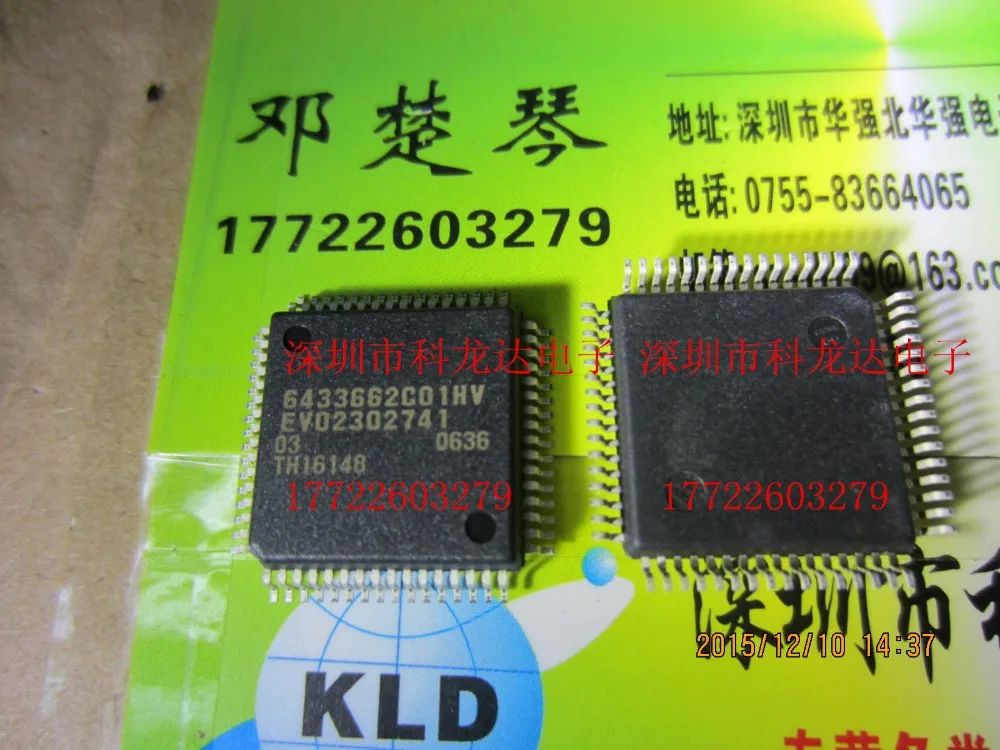 邓楚琴
17722603279
地址: 深圳市华强北华强电
电话: 0755-83664065
9@163.co
深圳市科龙达电子
深圳市科龙达电子
6433662C01HV
EV02302741
03 0636
TH16148
17722603279
17722603279
深圳市科
2015/12/10 14:37
KLD